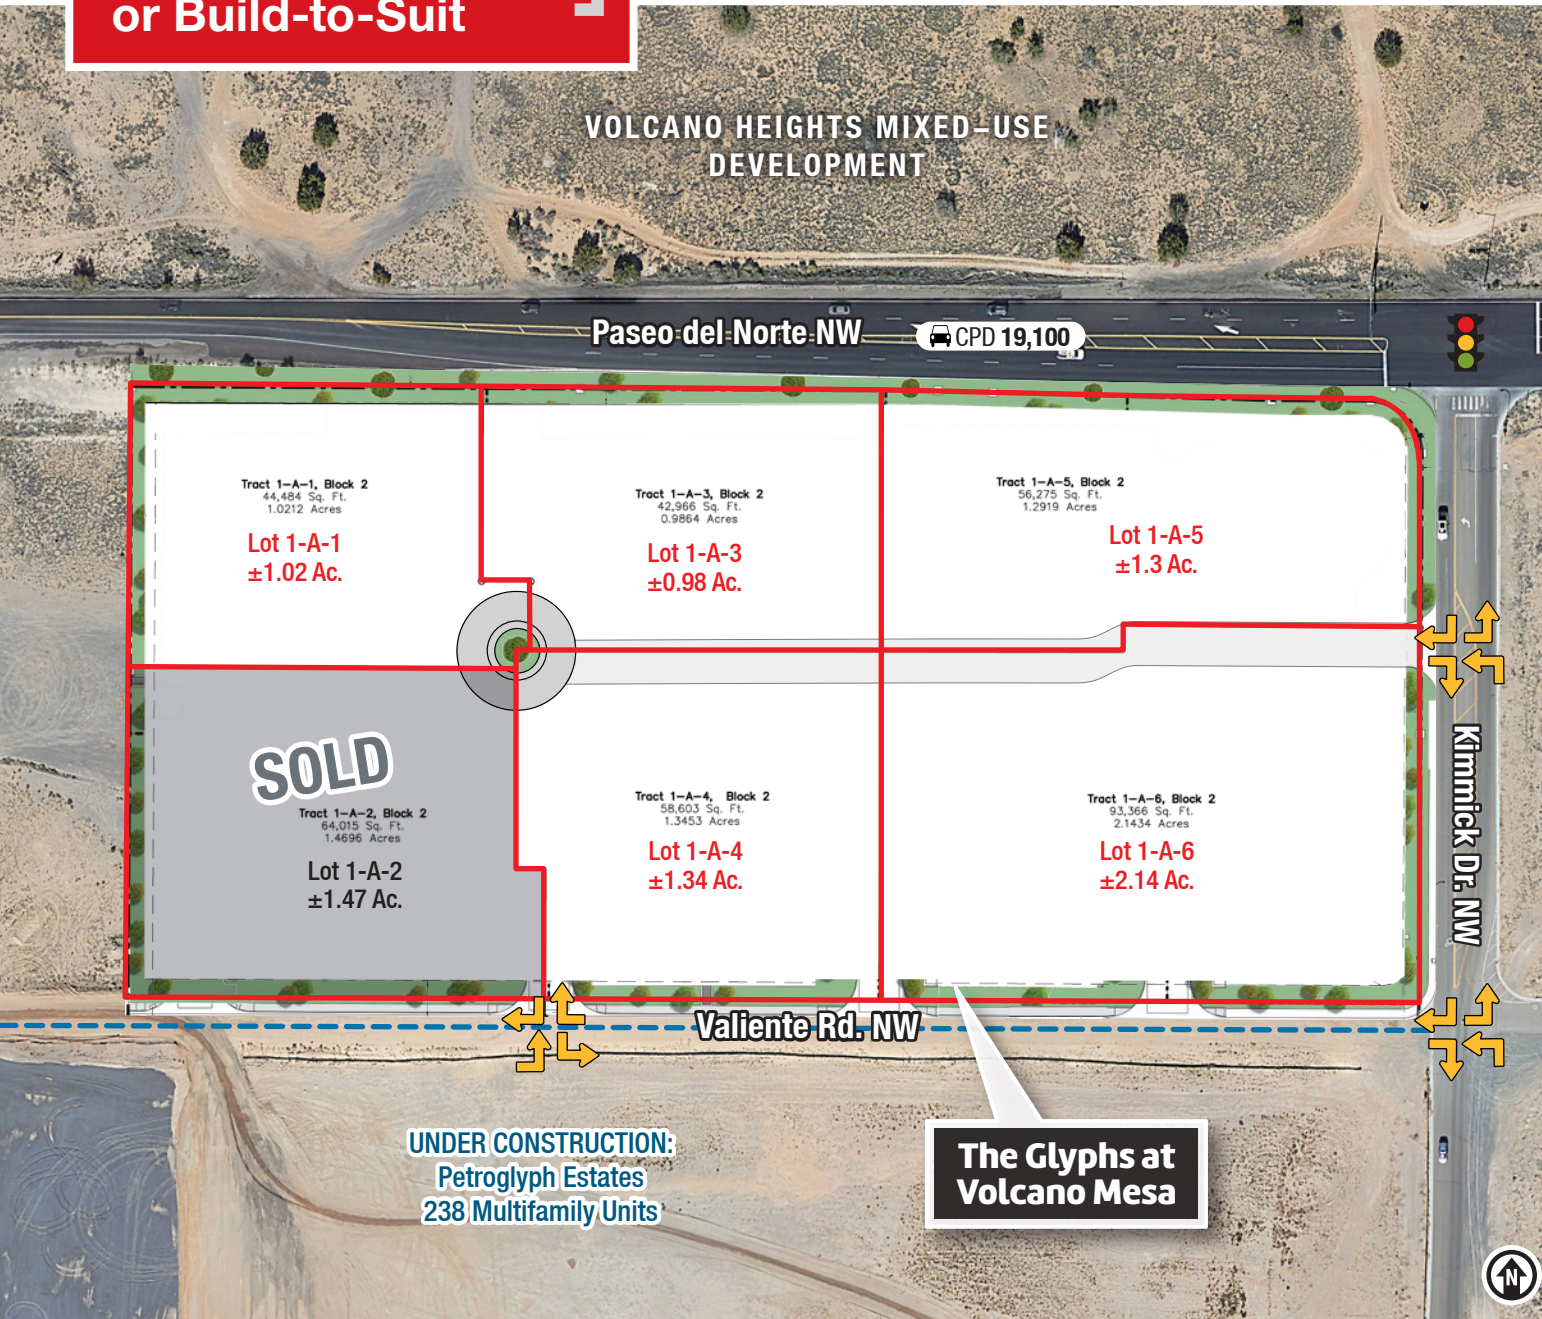 or Build-to-Suit
VOLCANO HEIGHTS MIXED–USE
DEVELOPMENT
Paseo del Norte NW
CPD 19,100
Tract 1–A–1, Block 2
44,484 Sq. Ft.
1.0212 Acres
Lot 1-A-1
±1.02 Ac.
Tract 1–A–3, Block 2
42,966 Sq. Ft.
0.9864 Acres
Lot 1-A-3
±0.98 Ac.
Tract 1–A–5, Block 2
56,275 Sq. Ft.
1.2919 Acres
Lot 1-A-5
±1.3 Ac.
SOLD
Tract 1–A–2, Block 2
64,015 Sq. Ft.
1.4696 Acres
Lot 1-A-2
±1.47 Ac.
Tract 1–A–4, Block 2
58,603 Sq. Ft.
1.3453 Acres
Lot 1-A-4
±1.34 Ac.
Tract 1–A–6, Block 2
93,366 Sq. Ft.
2.1434 Acres
Lot 1-A-6
±2.14 Ac.
Kimmick Dr. NW
Valiente Rd. NW
UNDER CONSTRUCTION:
Petroglyph Estates
238 Multifamily Units
The Glyphs at
Volcano Mesa
N